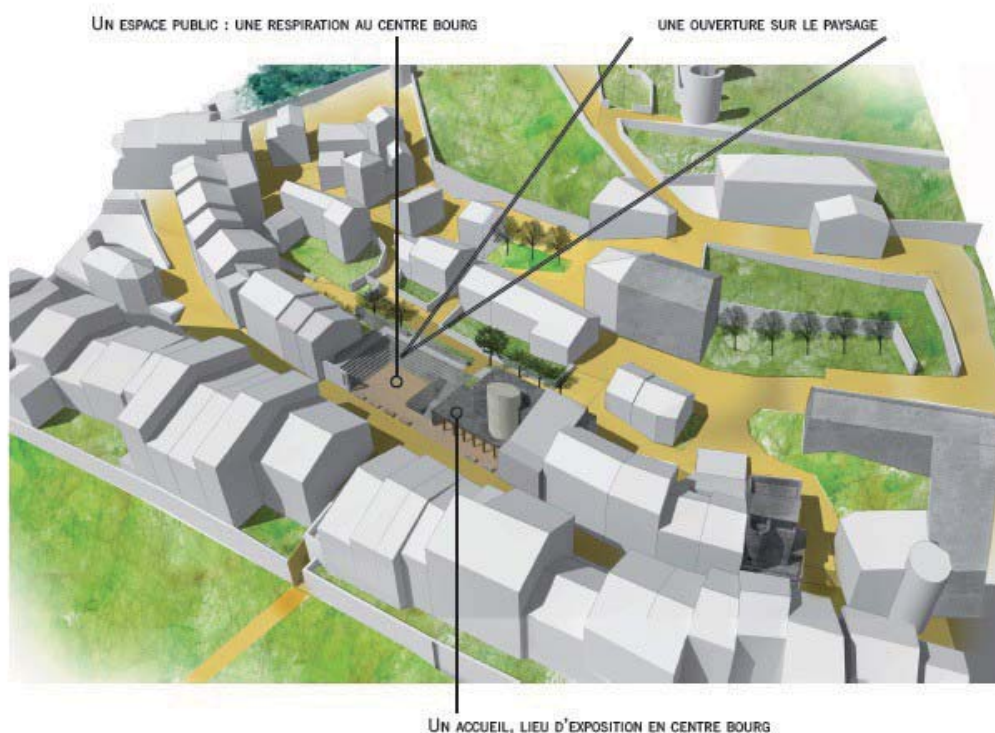 UN ESPACE PUBLIC : UNE RESPIRATION AU CENTRE BOURG
UNE OUVERTURE SUR LE PAYSAGE
UN ACCUEIL, LIEU D'EXPOSITION EN CENTRE BOURG